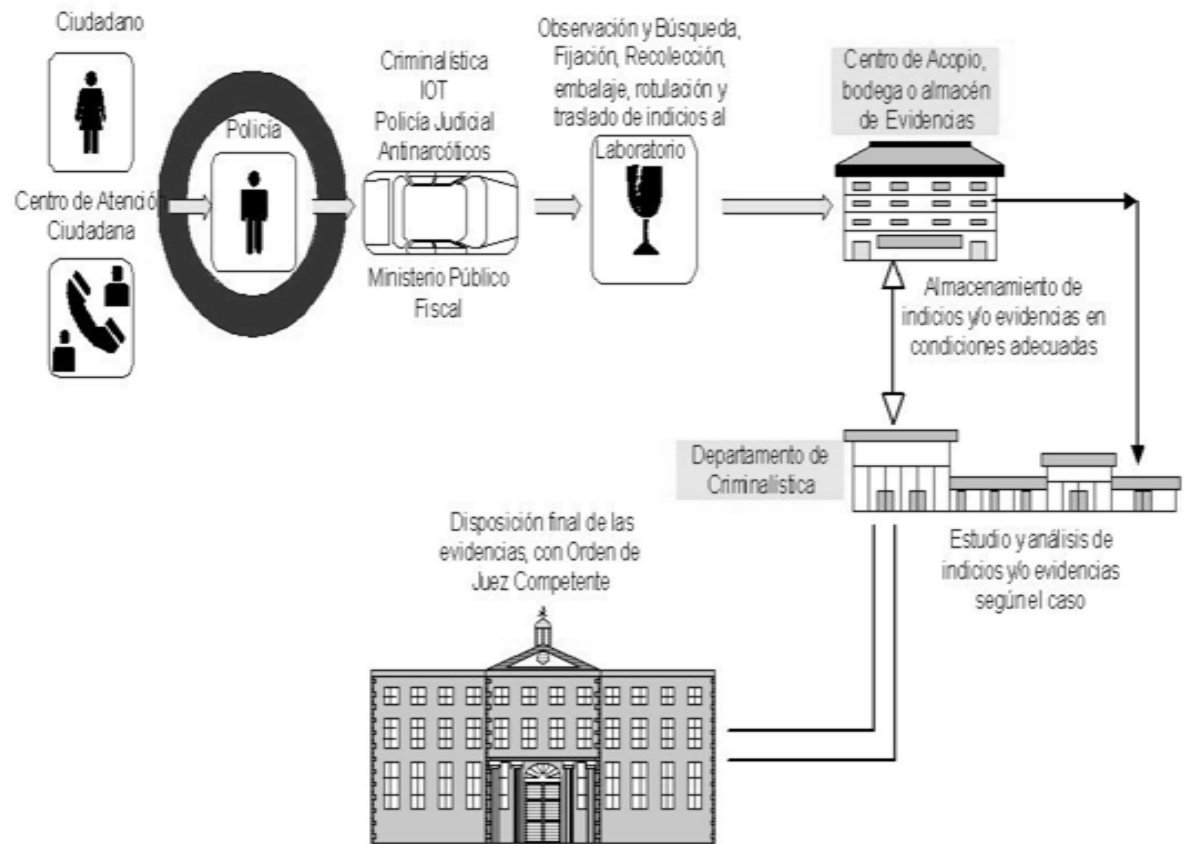 Ciudadano
Centro de Atención
Ciudadana
Policía
Criminalística
IOT
Policía Judicial
Antinarcóticos
Ministerio Público
Fiscal
Observación y Búsqueda,
Fijación, Recolección,
embalaje, rotulación y
traslado de indicios al
Laboratorio
Centro de Acopio,
bodega o almacén
de Evidencias
Almacenamiento de
indicios y/o evidencias en
condiciones adecuadas
Departamento de
Criminalística
Estudio y análisis de
indicios y/o evidencias
según el caso
Disposición final de las
evidencias, con Orden de
Juez Competente